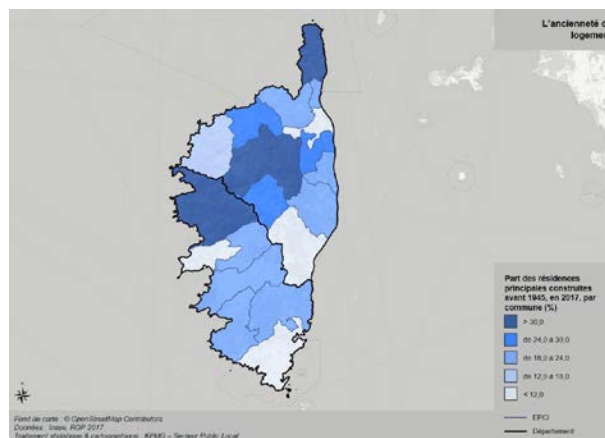 L'ancienneté d
logemen
Part des résidences
principales construites
avant 1945, en 2017, par
commune (%)
> 30,0
de 24,0 à 30,0
de 18,0 à 24,0
de 12,0 à 18,0
< 12,0
EPCI
Département
Fond de carte : © OpenStreetMap Contributors
Données : Insee, RGP 2017
Traitement statistique & cartographique : KPMG – Secteur Public Local